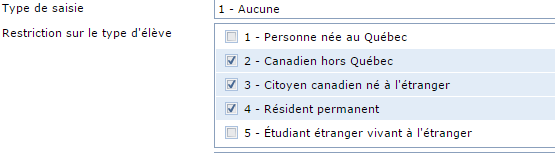 Type de saisie 1 - Aucune
Restriction sur le type d'élève 1 - Personne née au Québec
2 - Canadien hors Québec
3 - Citoyen canadien né à l'étranger
4 - Résident permanent
5 - Étudiant étranger vivant à l'étranger